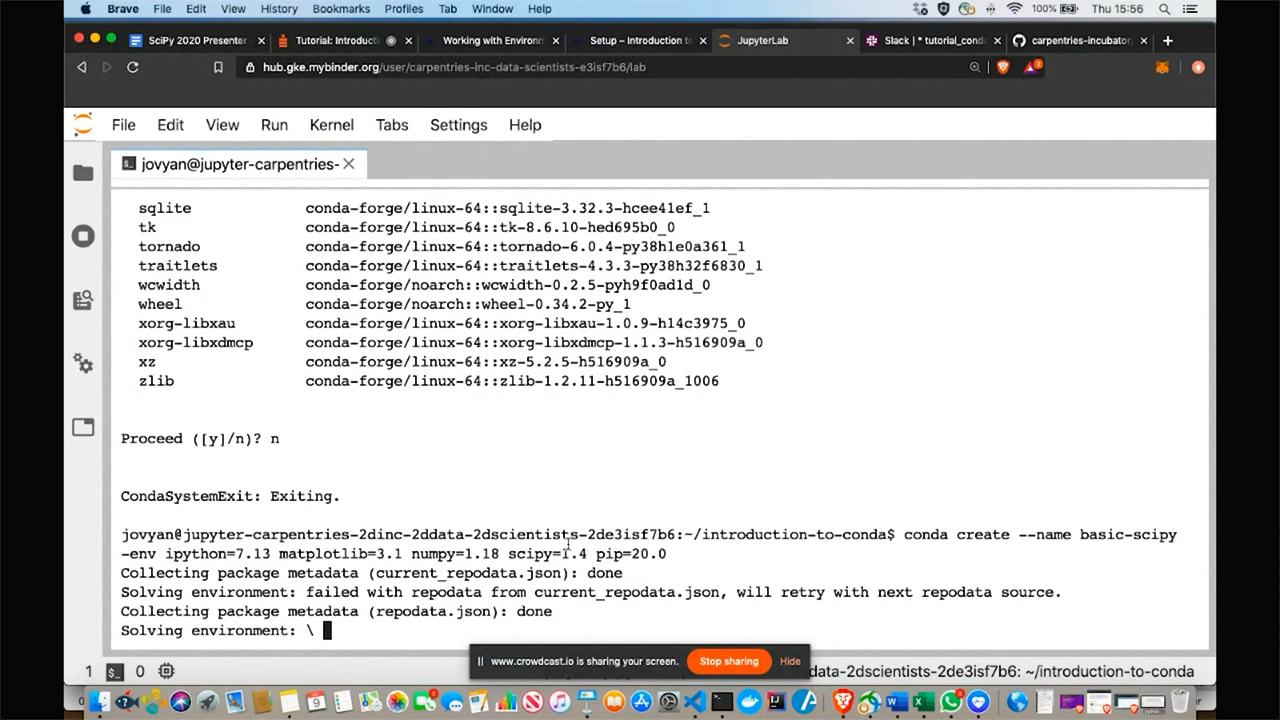 Brave File Edit View History Bookmarks Profiles Tab Window Help 100% Thu 15:56
SciPy 2020 Presenter Tutorial: Introducti Working with Environm Setup – Introduction to JupyterLab Slack | * tutorial_cond carpentries-incubator/
hub.gke.mybinder.org/user/carpentries-inc-data-scientists-e3isf7b6/lab
File Edit View Run Kernel Tabs Settings Help
jovyan@jupyter-carpentries-
sqlite conda-forge/linux-64::sqlite-3.32.3-hcee41ef_1
tk conda-forge/linux-64::tk-8.6.10-hed695b0_0
tornado conda-forge/linux-64::tornado-6.0.4-py38h1e0a361_1
traitlets conda-forge/linux-64::traitlets-4.3.3-py38h32f6830_1
wcwidth conda-forge/noarch::wcwidth-0.2.5-pyh9f0ad1d_0
wheel conda-forge/noarch::wheel-0.34.2-py_1
xorg-libxau conda-forge/linux-64::xorg-libxau-1.0.9-h14c3975_0
xorg-libxdmcp conda-forge/linux-64::xorg-libxdmcp-1.1.3-h516909a_0
xz conda-forge/linux-64::xz-5.2.5-h516909a_0
zlib conda-forge/linux-64::zlib-1.2.11-h516909a_1006
Proceed ([y]/n)? n
CondaSystemExit: Exiting.
jovyan@jupyter-carpentries-2dinc-2ddata-2dscientists-2de3isf7b6:~/introduction-to-conda$ conda create --name basic-scipy
-env ipython=7.13 matplotlib=3.1 numpy=1.18 scipy=1.4 pip=20.0
Collecting package metadata (current_repodata.json): done
Solving environment: failed with repodata from current_repodata.json, will retry with next repodata source.
Collecting package metadata (repodata.json): done
Solving environment: \
www.crowdcast.io is sharing your screen. Stop sharing Hide
1 0 data-2dscientists-2de3isf7b6: ~/introduction-to-conda